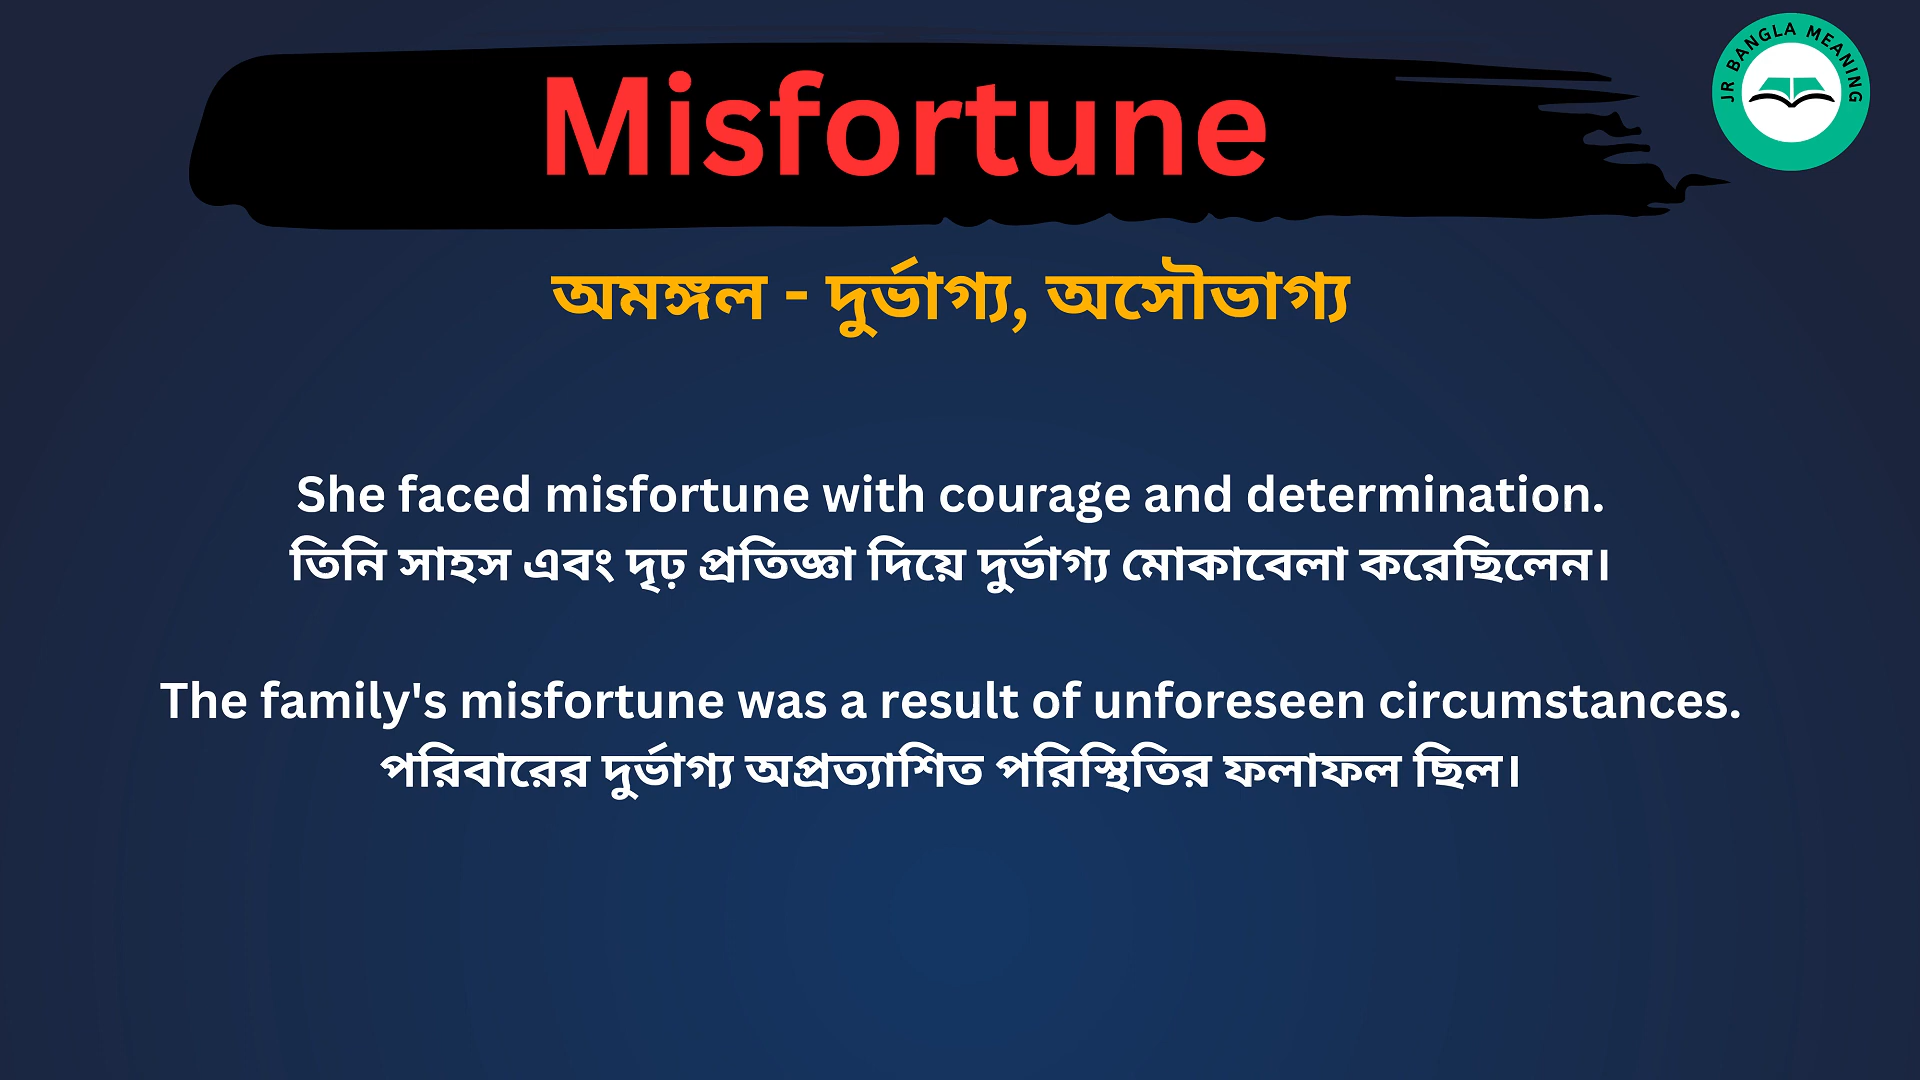 Misfortune
JR BANGLA MEANING
অমঙ্গল - দুর্ভাগ্য, অসৌভাগ্য
She faced misfortune with courage and determination.
তিনি সাহস এবং দৃঢ় প্রতিজ্ঞা দিয়ে দুর্ভাগ্য মোকাবেলা করেছিলেন।
The family's misfortune was a result of unforeseen circumstances.
পরিবারের দুর্ভাগ্য অপ্রত্যাশিত পরিস্থিতির ফলাফল ছিল।